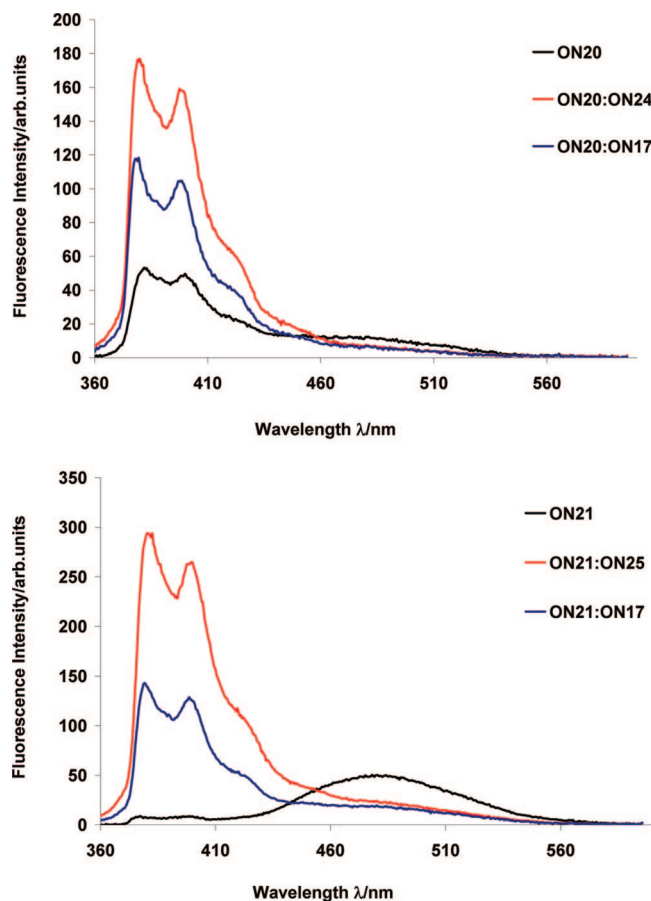 200
180
160
140
120
100
80
60
40
20
0
Fluorescence Intensity/arb.units
ON20
ON20:ON24
ON20:ON17
360 410 460 510 560
Wavelength λ/nm
350
300
250
200
150
100
50
0
Fluorescence Intensity/arb.units
ON21
ON21:ON25
ON21:ON17
360 410 460 510 560
Wavelength λ/nm